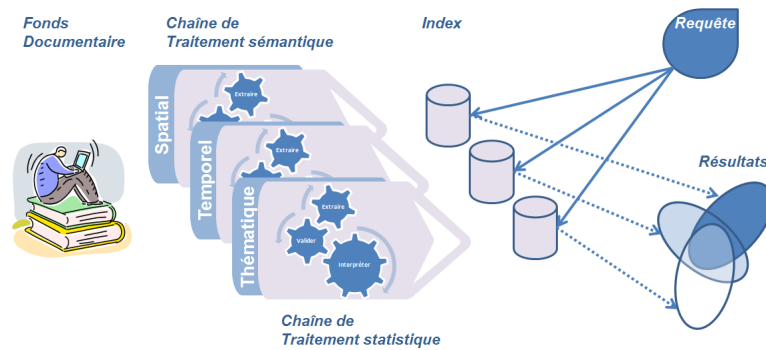 Fonds
Documentaire
Chaîne de
Traitement sémantique
Index
Requête
Spatial
Extraire
Temporel
Extraire
Thématique
Extraire
Valider
Interpréter
Résultats
Chaîne de
Traitement statistique